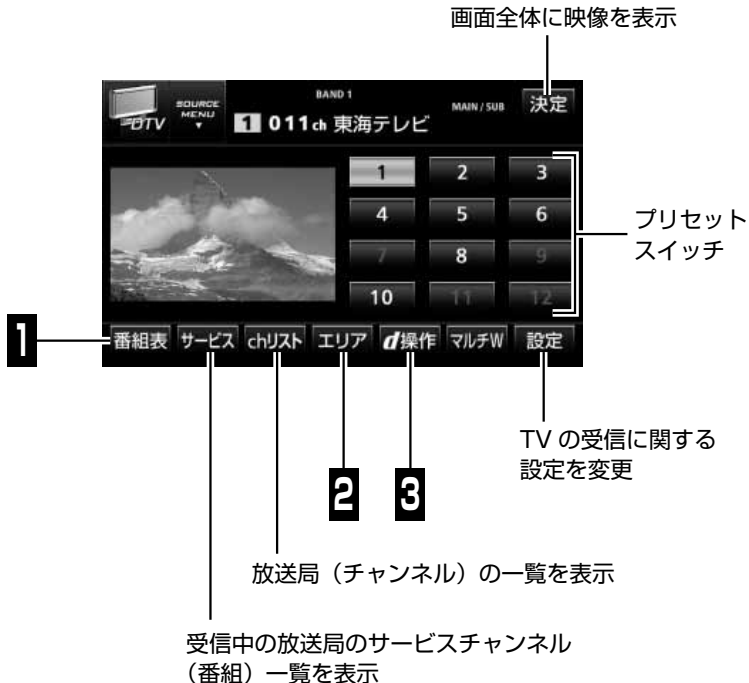 画面全体に映像を表示
DTV
SOURCE
MENU
BAND 1
MAIN / SUB
決定
1 011ch 東海テレビ
1 2 3
4 5 6
7 8 9
10 11 12
プリセット
スイッチ
1
番組表 サービス chリスト エリア d操作 マルチW 設定
TV の受信に関する
設定を変更
2 3
放送局(チャンネル)の一覧を表示
受信中の放送局のサービスチャンネル
(番組)一覧を表示